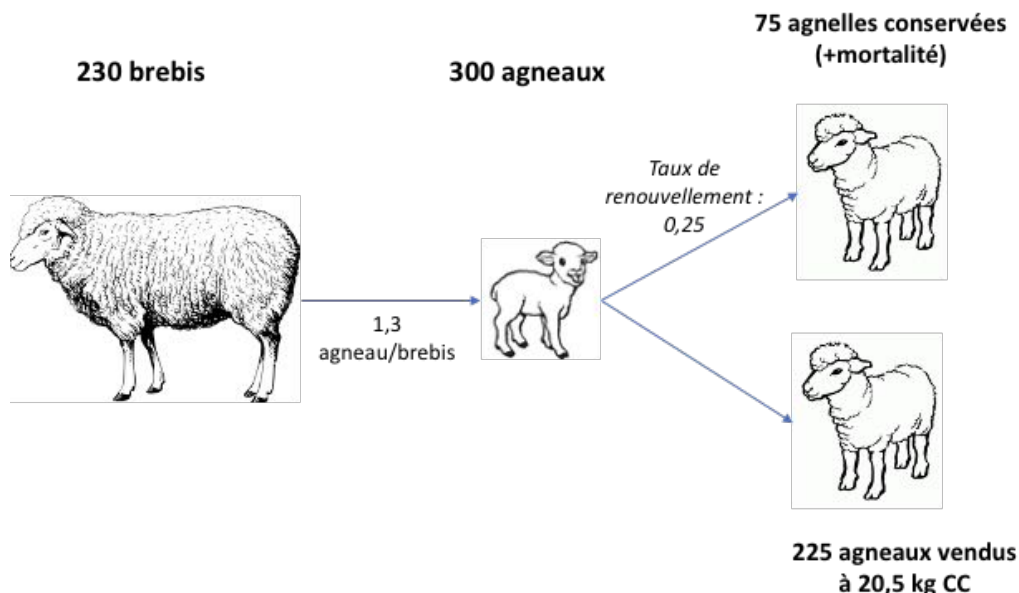 230 brebis
300 agneaux
75 agnelles conservées
(+mortalité)
Taux de
renouvellement :
0,25
1,3
agneau/brebis
225 agneaux vendus
à 20,5 kg CC